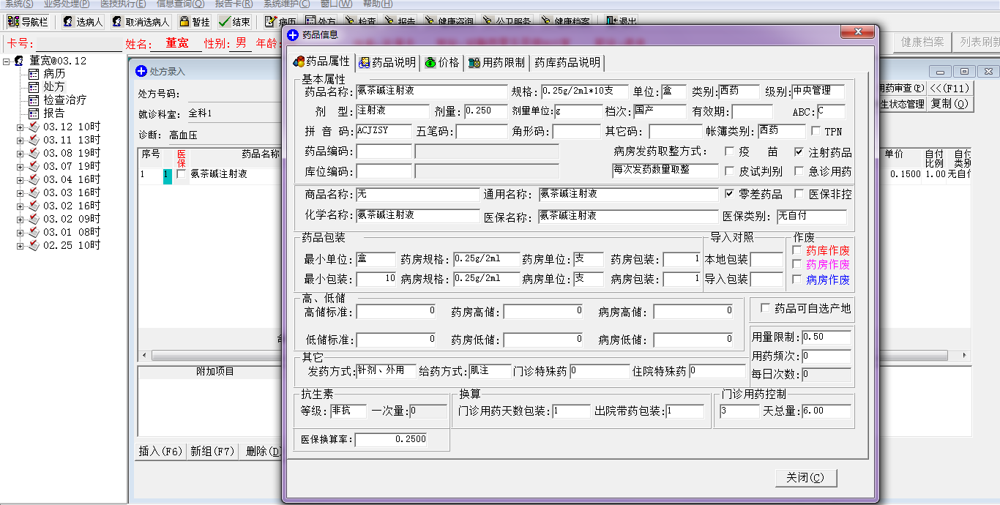 系统(S) 业务处理(P) 医技执行(E) 信息查询(Q) 报告卡(R) 系统维护(C) 窗口(W) 帮助(H)
导航栏 选病人 取消选病人 暂挂 结束 病历 处方 检查 报告 健康咨询 公卫服务 健康档案 退出
卡号: 姓名: 董宽 性别: 男 年龄:
健康档案 列表刷新
董宽@03.12
病历
处方
检查治疗
报告
03.12 10时
03.11 13时
03.08 19时
03.07 19时
03.04 16时
03.03 16时
03.02 16时
03.02 09时
03.01 08时
02.25 10时
处方录入
处方号码:
就诊科室: 全科1
诊断: 高血压
序号 医保 药品名称
1 1 氨茶碱注射液
附加项目
插入(F6) 新组(F7) 删除(D)
用药审查(P) <<(F11)
生状态管理 复制(O)
单价 自付比例 自付类别
0.1500 1.00 无自付
药品信息
药品属性 药品说明 价格 用药限制 药库药品说明
基本属性
药品名称: 氨茶碱注射液 规格: 0.25g/2ml*10支 单位: 盒 类别: 西药 级别: 中央管理
剂 型: 注射液 剂量: 0.250 剂量单位: g 档次: 国产 有效期: ABC: C
拼 音 码: ACJZSY 五笔码: 角形码: 其它码: 帐簿类别: 西药 TPN
药品编码: 病房发药取整方式: 疫 苗 注射药品
库位编码: 每次发药数量取整 皮试判别 急诊用药
商品名称: 无 通用名称: 氨茶碱注射液 零差药品 医保非控
化学名称: 氨茶碱注射液 医保名称: 氨茶碱注射液 医保类别: 无自付
药品包装 导入对照 作废
最小单位: 盒 药房规格: 0.25g/2ml 药房单位: 支 药房包装: 1 本地包装 药库作废
药房作废
最小包装: 10 病房规格: 0.25g/2ml 病房单位: 支 病房包装: 1 导入包装 病房作废
高、低储
高储标准: 0 药房高储: 0 病房高储: 0 药品可自选产地
低储标准: 0 药房低储: 0 病房低储: 0 用量限制: 0.50
用药频次: 0
其它
发药方式: 针剂、外用 给药方式: 肌注 门诊特殊药 0 住院特殊药 0 每日次数: 0
抗生素 换算 门诊用药控制
等级: 非抗 一次量: 0 门诊用药天数包装: 1 出院带药包装: 1 3 天总量: 6.00
医保换算率: 0.2500
关闭(C)